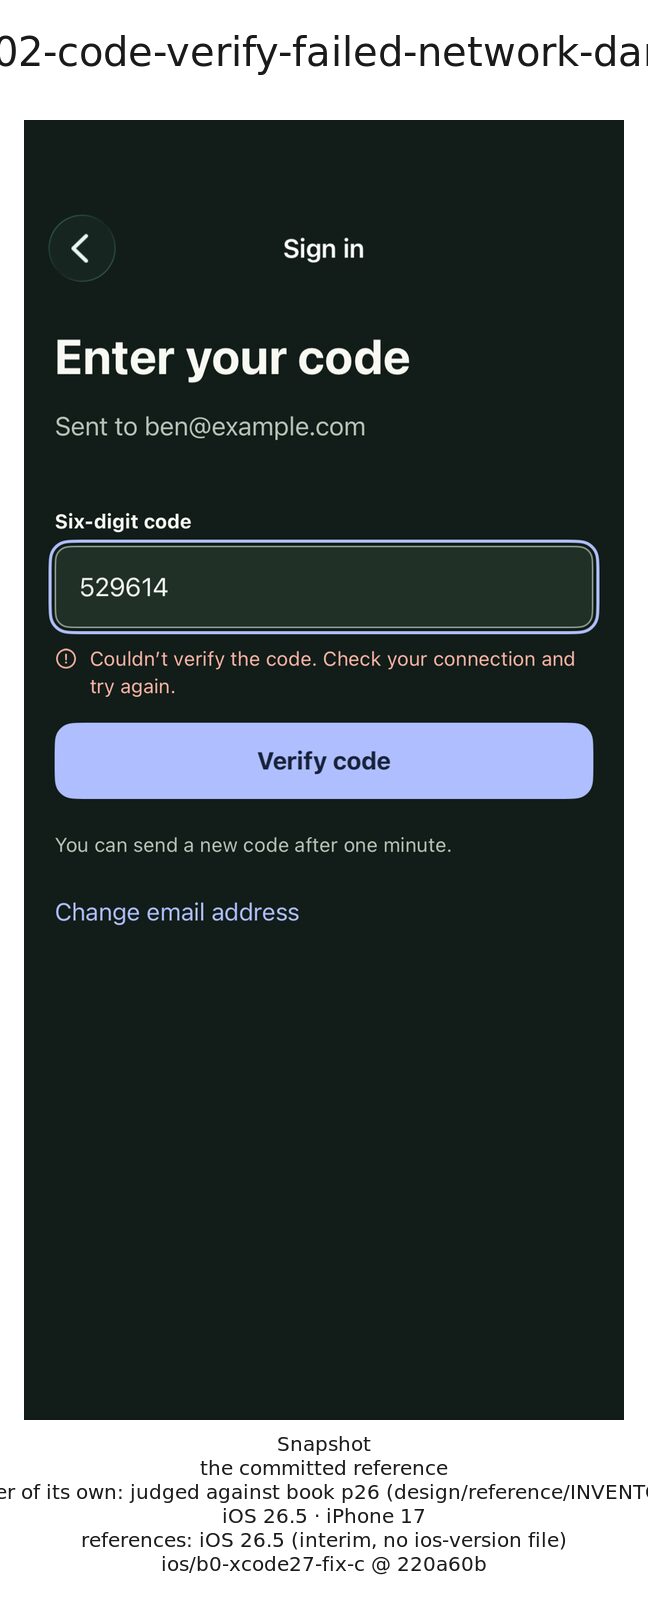 02-code-verify-failed-network-dar
Sign in
Enter your code
Sent to ben@example.com
Six-digit code
529614
Couldn’t verify the code. Check your connection and
try again.
Verify code
You can send a new code after one minute.
Change email address
Snapshot
the committed reference
er of its own: judged against book p26 (design/reference/INVENTO
iOS 26.5 · iPhone 17
references: iOS 26.5 (interim, no ios-version file)
ios/b0-xcode27-fix-c @ 220a60b